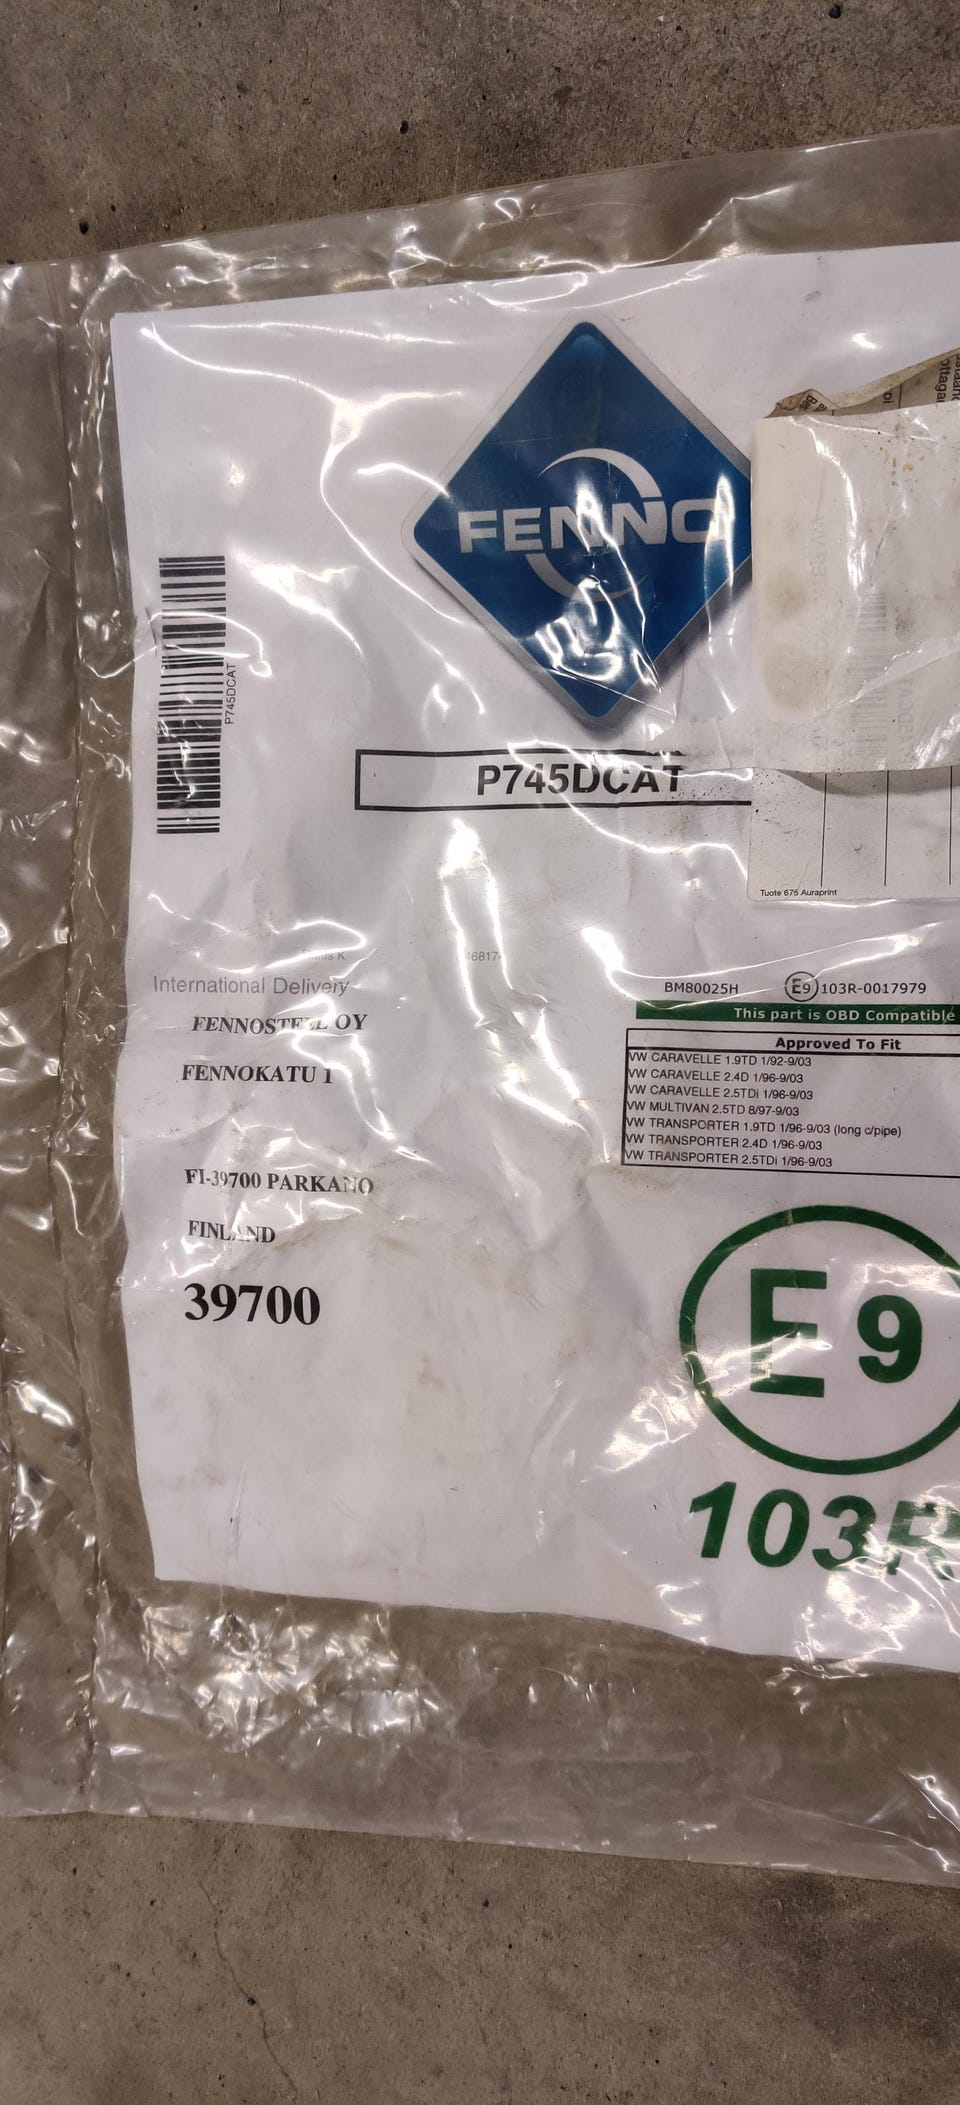 FENNO
P745DCAT
P745DCAT
Tuote 675 Auraprint
International Delivery
FENNOSTEEL OY
FENNOKATU 1
FI-39700 PARKANO
FINLAND
39700
BM80025H E9 103R-0017979
This part is OBD Compatible
Approved To Fit
VW CARAVELLE 1.9TD 1/92-9/03
VW CARAVELLE 2.4D 1/96-9/03
VW CARAVELLE 2.5TDi 1/96-9/03
VW MULTIVAN 2.5TD 8/97-9/03
VW TRANSPORTER 1.9TD 1/96-9/03 (long c/pipe)
VW TRANSPORTER 2.4D 1/96-9/03
VW TRANSPORTER 2.5TDi 1/96-9/03
E9
103R